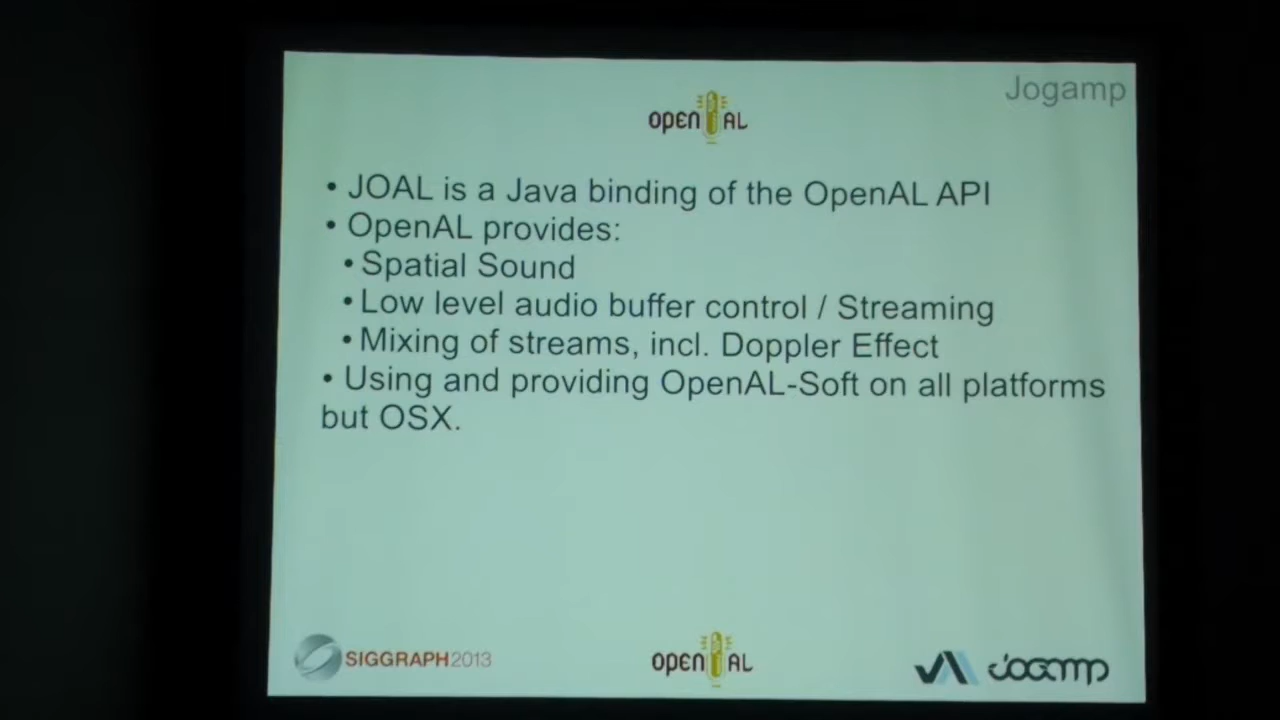 Jogamp
open AL
• JOAL is a Java binding of the OpenAL API
• OpenAL provides:
• Spatial Sound
• Low level audio buffer control / Streaming
• Mixing of streams, incl. Doppler Effect
• Using and providing OpenAL-Soft on all platforms
but OSX.
SIGGRAPH2013
open AL
JogAmp